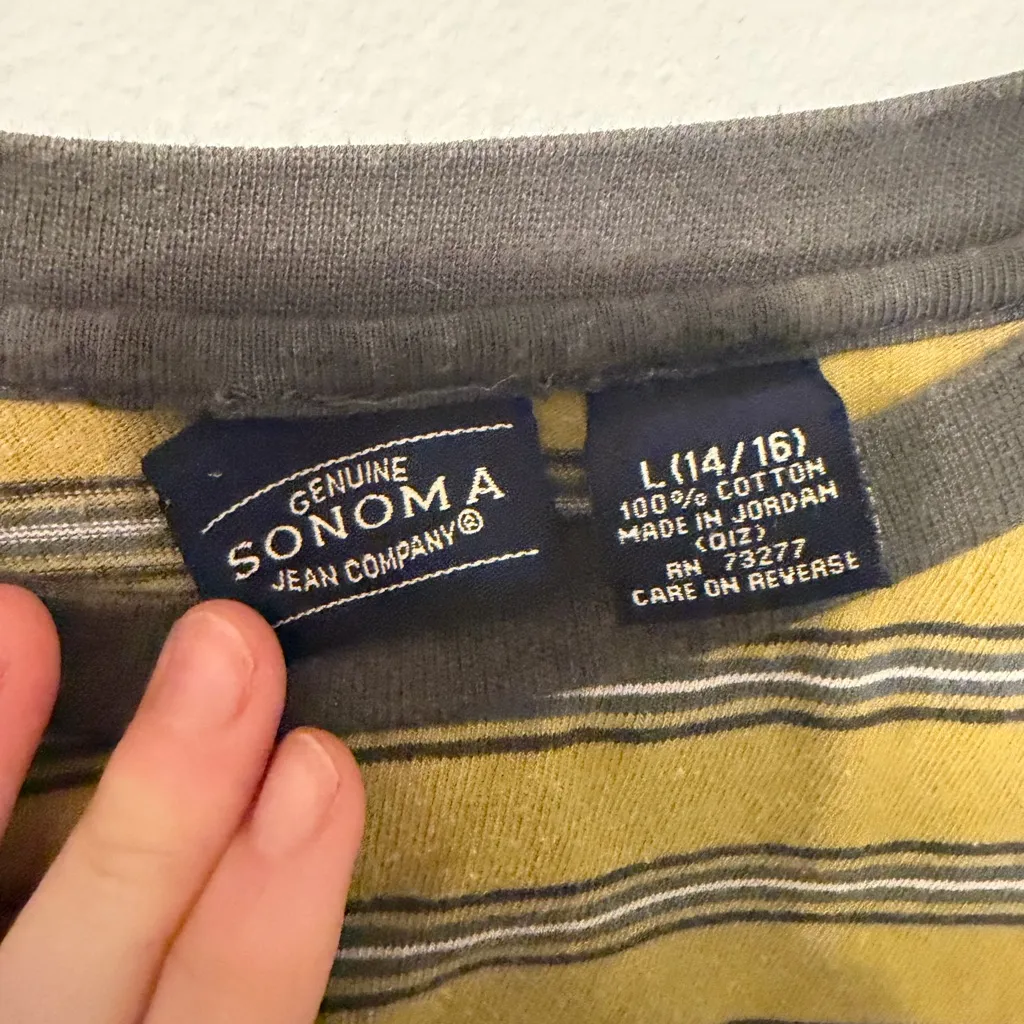 GENUINE
SONOMA
JEAN COMPANY®
L(14/16)
100% COTTON
MADE IN JORDAN
(QIZ)
RN 73277
CARE ON REVERSE